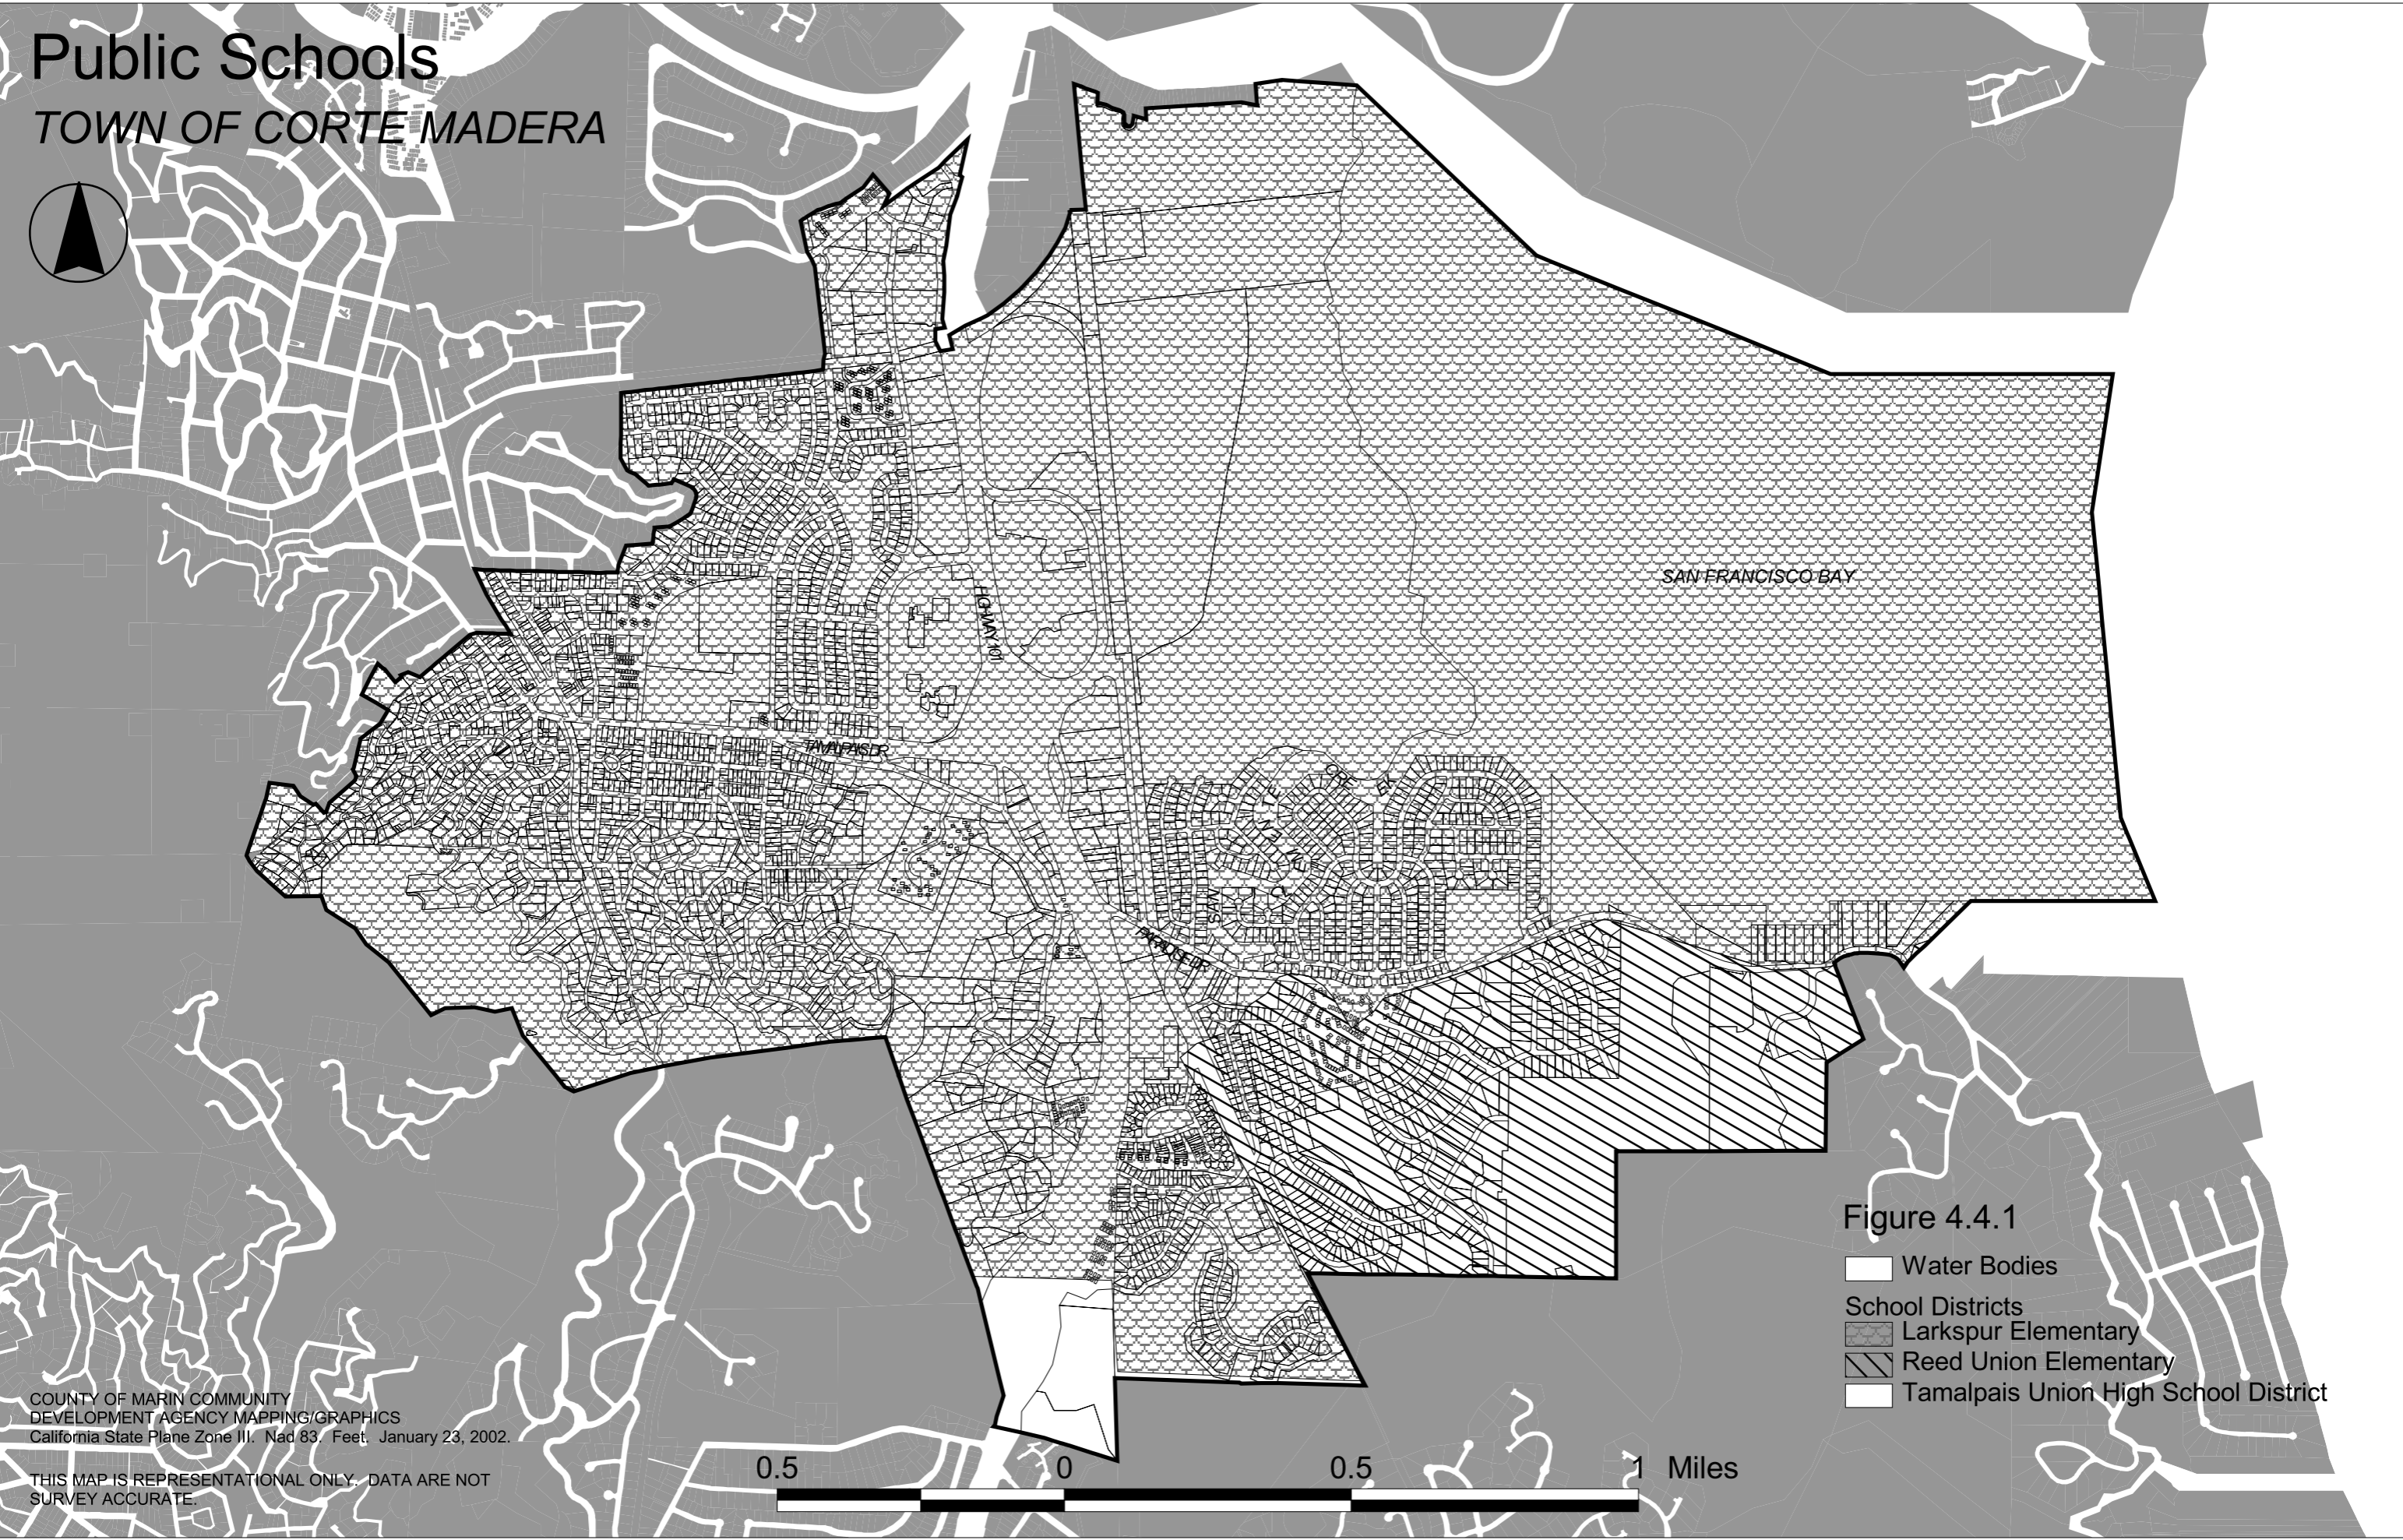 Public Schools
TOWN OF CORTE MADERA
SAN FRANCISCO BAY
HIGHWAY 101
TAMALPAIS DR
SAN CLEMENTE CREEK
PARADISE DR
Figure 4.4.1
Water Bodies
School Districts
Larkspur Elementary
Reed Union Elementary
Tamalpais Union High School District
COUNTY OF MARIN COMMUNITY
DEVELOPMENT AGENCY MAPPING/GRAPHICS
California State Plane Zone III. Nad 83. Feet. January 23, 2002.
THIS MAP IS REPRESENTATIONAL ONLY. DATA ARE NOT
SURVEY ACCURATE.
0.5 0 0.5 1 Miles